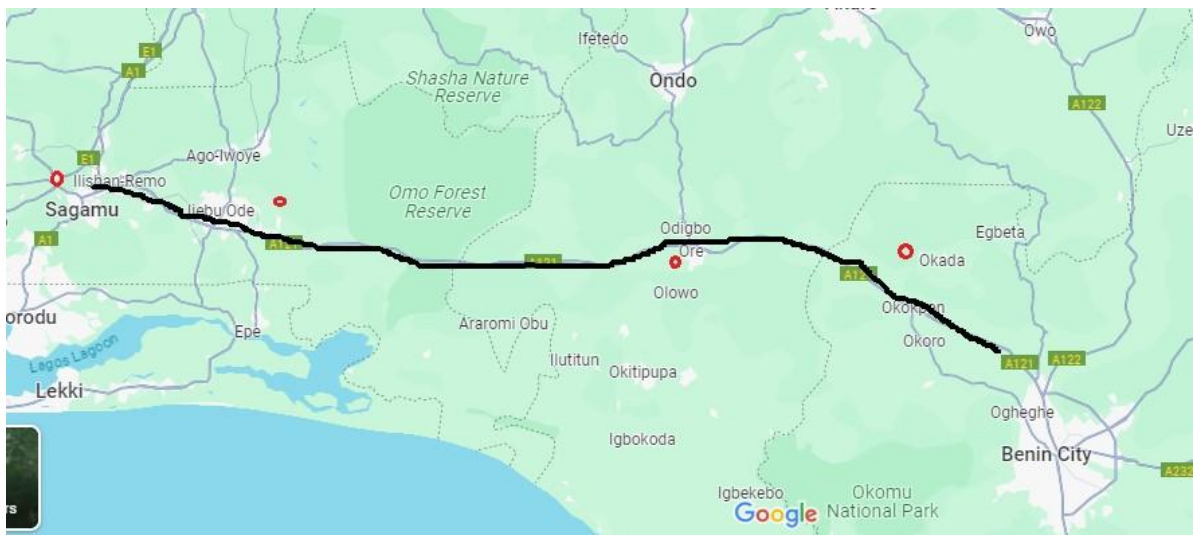 Ifetedo
Owo
E1
A1
Shasha Nature
Reserve
Ondo
A122
Uze
Ago-Iwoye
E1
Ilishan-Remo
Omo Forest
Reserve
Sagamu
Ijebu Ode
Odigbo
Egbeta
A1
Ore
Okada
A121
Olowo
Okokpon
orodu
Epe
Araromi Obu
Okoro
Lagos Lagoon
Ilutitun
Okitipupa
A121
A122
Lekki
Ogheghe
Igbokoda
Benin City
A232
Igbekebo
Okomu
National Park
Google
rs